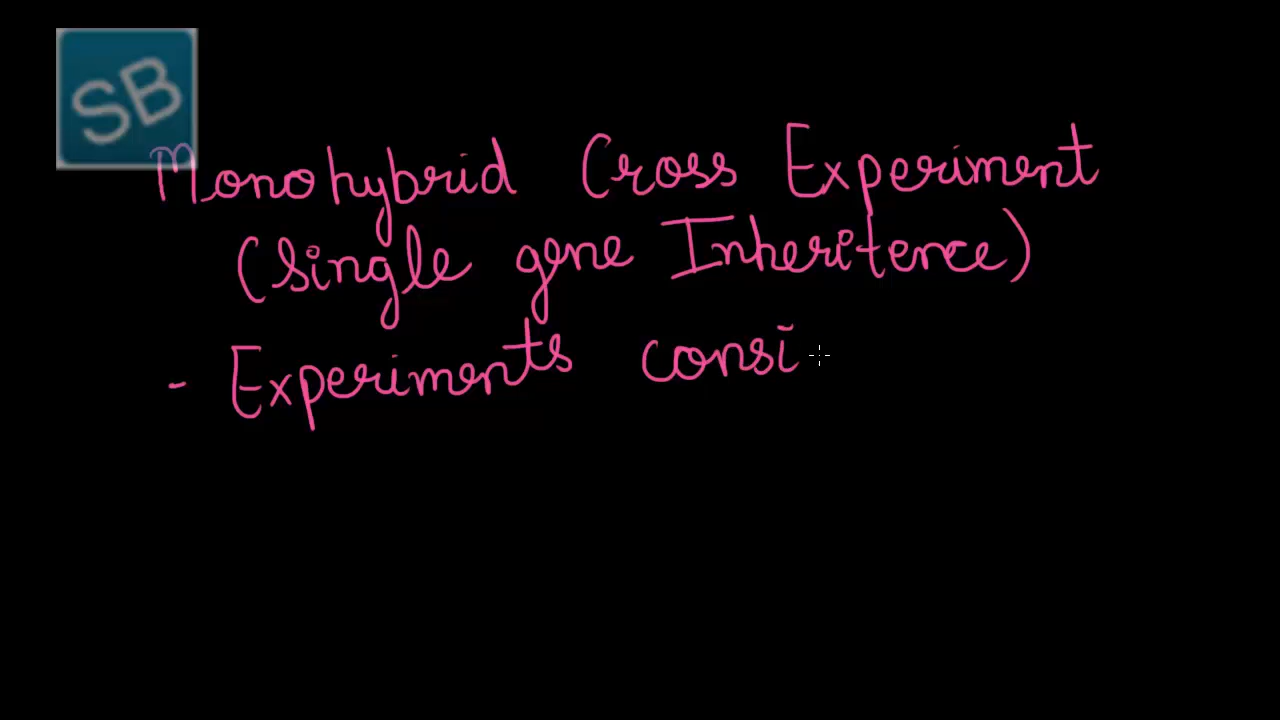 SB
Monohybrid Cross Experiment
(Single gene Inheritence)
- Experiments consi